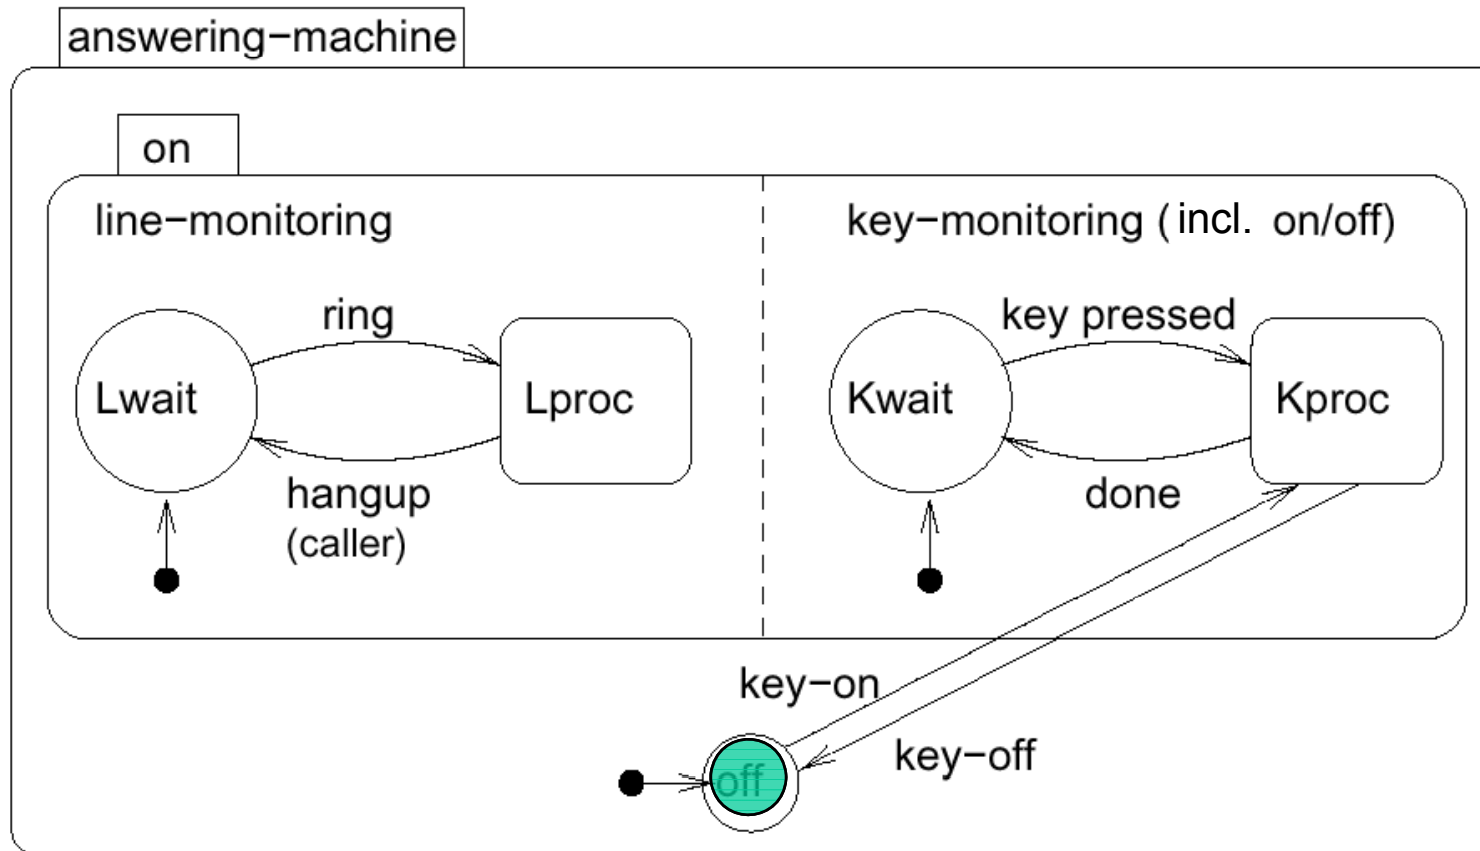 answering−machine
on
line−monitoring
key−monitoring (incl. on/off)
ring
key pressed
Lwait
Lproc
Kwait
Kproc
hangup
(caller)
done
key−on
key−off
off